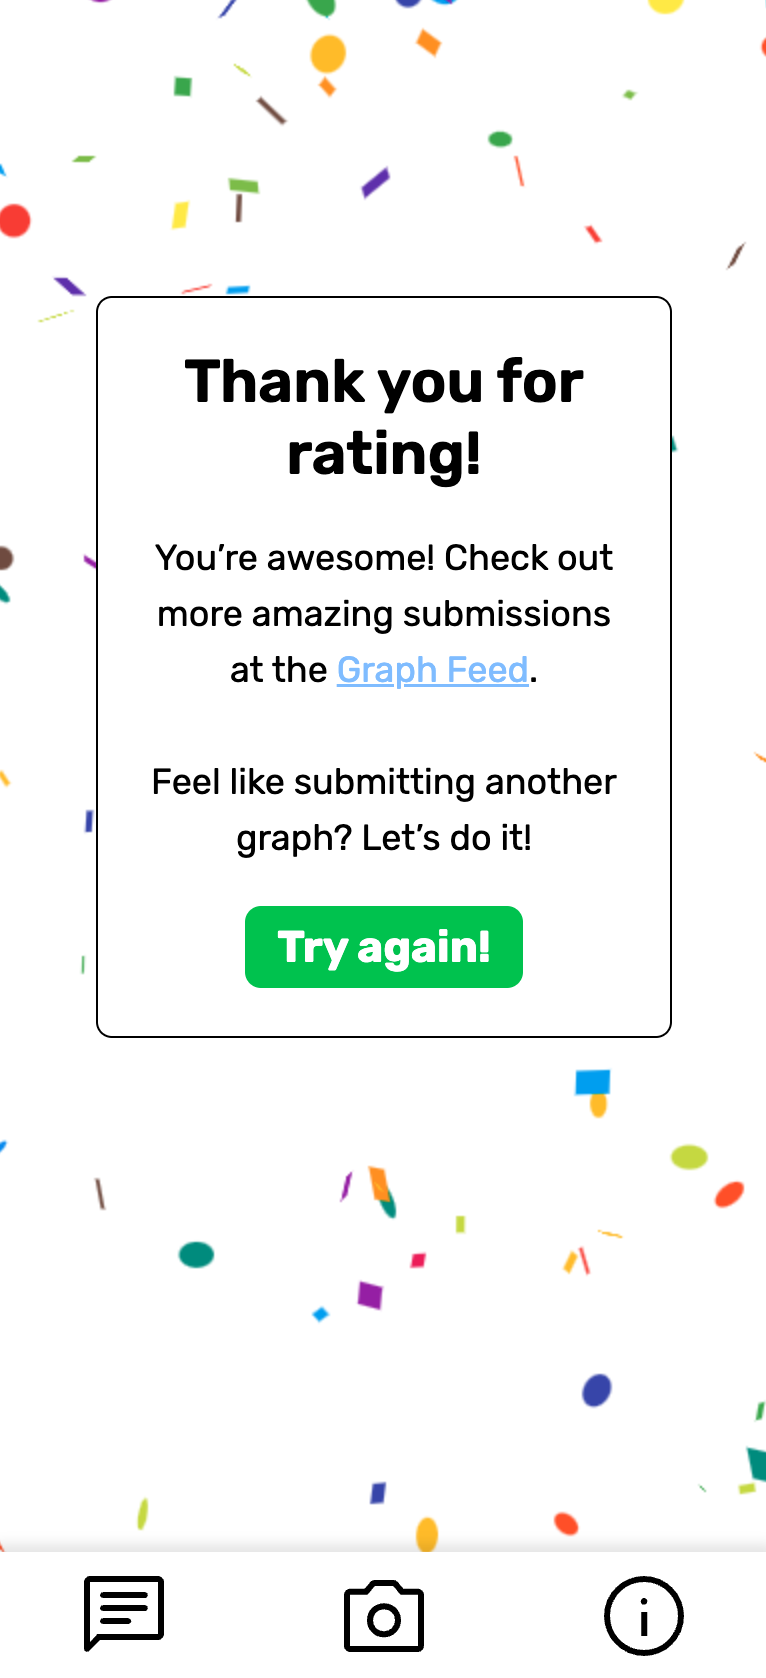 Thank you for
rating!
You’re awesome! Check out
more amazing submissions
at the Graph Feed.
Feel like submitting another
graph? Let’s do it!
Try again!